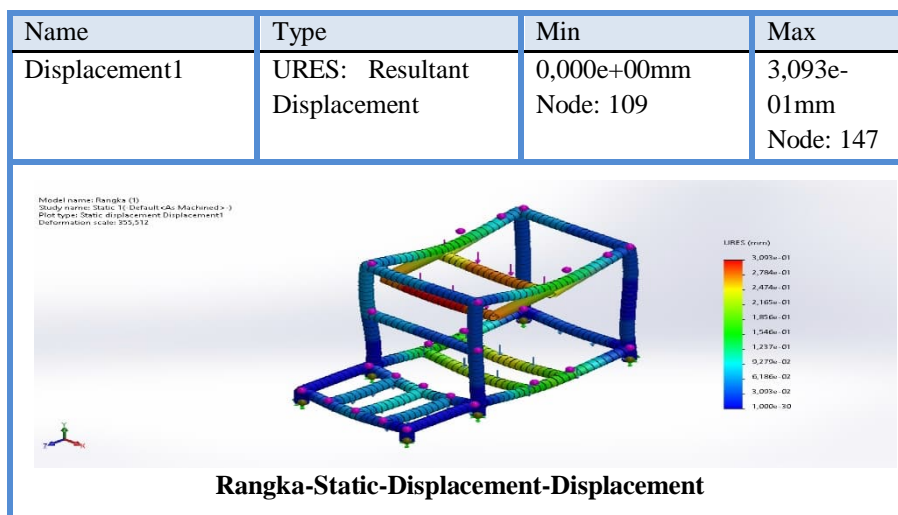 Name Type Min Max
Displacement1 URES: Resultant Displacement 0,000e+00mm Node: 109 3,093e-01mm Node: 147
Model name: Rangka (1)
Study name: Static 1(-Default<As Machined>-)
Plot type: Static displacement Displacement1
Deformation scale: 355,512
URES (mm)
3,093e-01
2,784e-01
2,474e-01
2,165e-01
1,856e-01
1,546e-01
1,237e-01
9,279e-02
6,186e-02
3,093e-02
1,000e-30
Y
Z
X
Rangka-Static-Displacement-Displacement